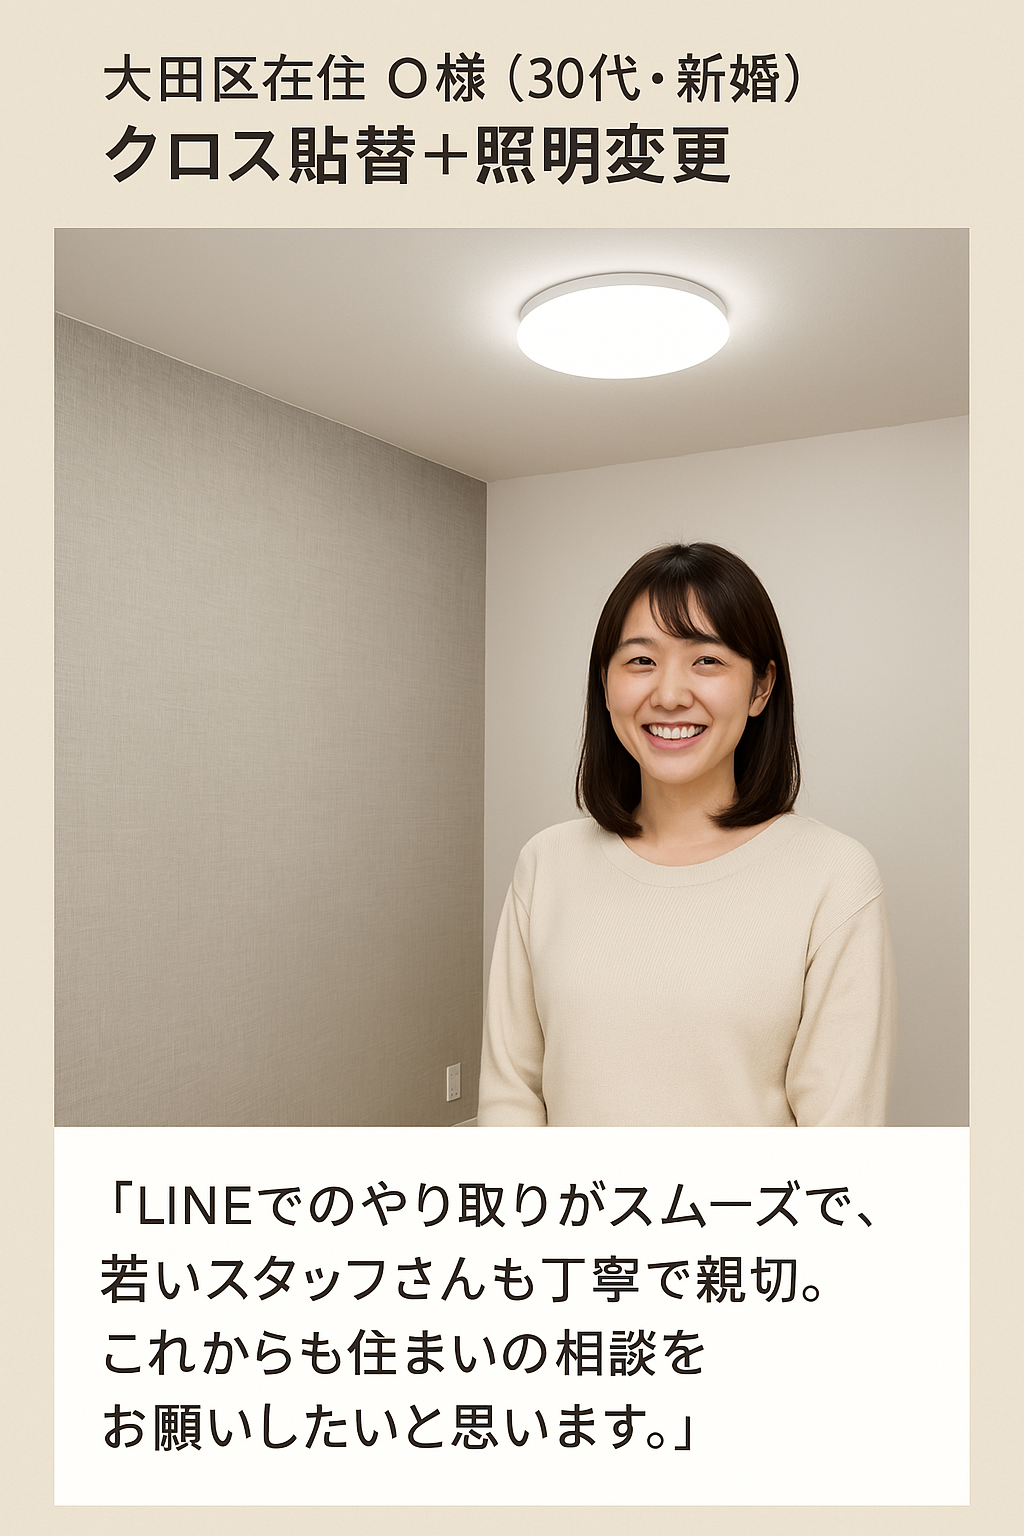 大田区在住 O様（30代・新婚）
クロス貼替＋照明変更
「LINEでのやり取りがスムーズで、
若いスタッフさんも丁寧で親切。
これからも住まいの相談を
お願いしたいと思います。」